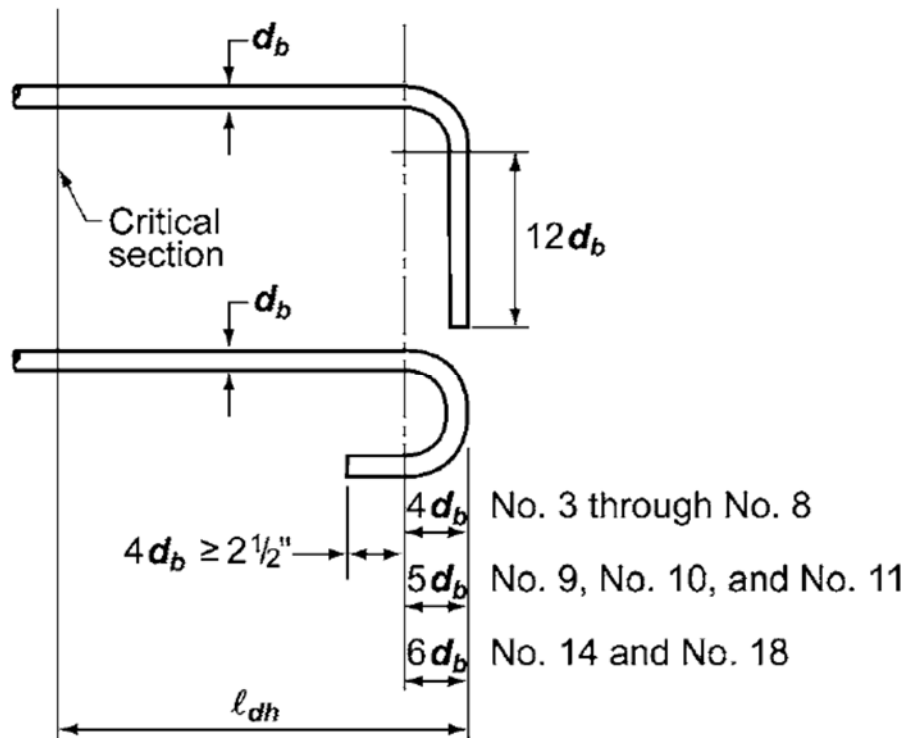 d_b
Critical
section
12d_b
d_b
4d_b No. 3 through No. 8
4d_b ≥ 2½"
5d_b No. 9, No. 10, and No. 11
6d_b No. 14 and No. 18
ℓ_dh